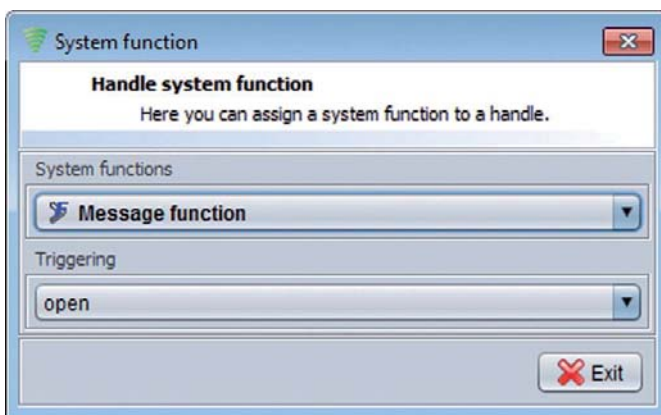 System function
Handle system function
Here you can assign a system function to a handle.
System functions
Message function
Triggering
open
Exit